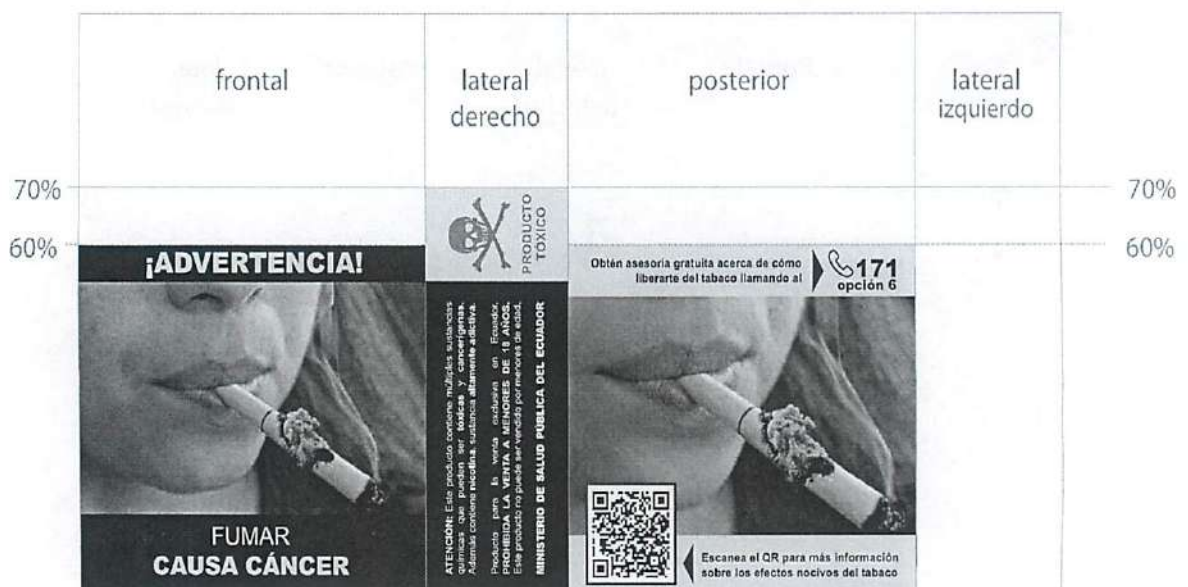 frontal
lateral
derecho
posterior
lateral
izquierdo
70%
70%
60%
60%
¡ADVERTENCIA!
FUMAR
CAUSA CÁNCER
PRODUCTO
TÓXICO
ATENCIÓN: Este producto contiene múltiples sustancias
químicas que pueden ser tóxicas y cancerígenas.
Además contiene nicotina, sustancia altamente adictiva.
Producto para la venta exclusiva en Ecuador.
PROHIBIDA LA VENTA A MENORES DE 18 AÑOS.
Este producto no puede ser vendido por menores de edad.
MINISTERIO DE SALUD PÚBLICA DEL ECUADOR
Obtén asesoría gratuita acerca de cómo
liberarte del tabaco llamando al
171
opción 6
Escanea el QR para más información
sobre los efectos nocivos del tabaco